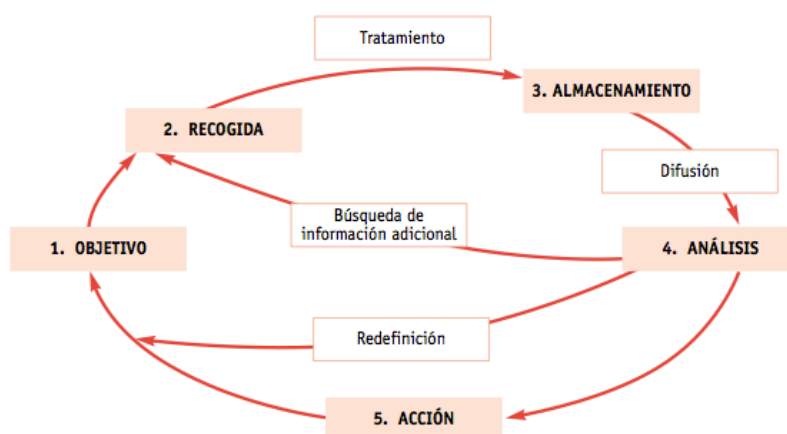 Tratamiento
3. ALMACENAMIENTO
2. RECOGIDA
Difusión
Búsqueda de
información adicional
1. OBJETIVO
4. ANÁLISIS
Redefinición
5. ACCIÓN